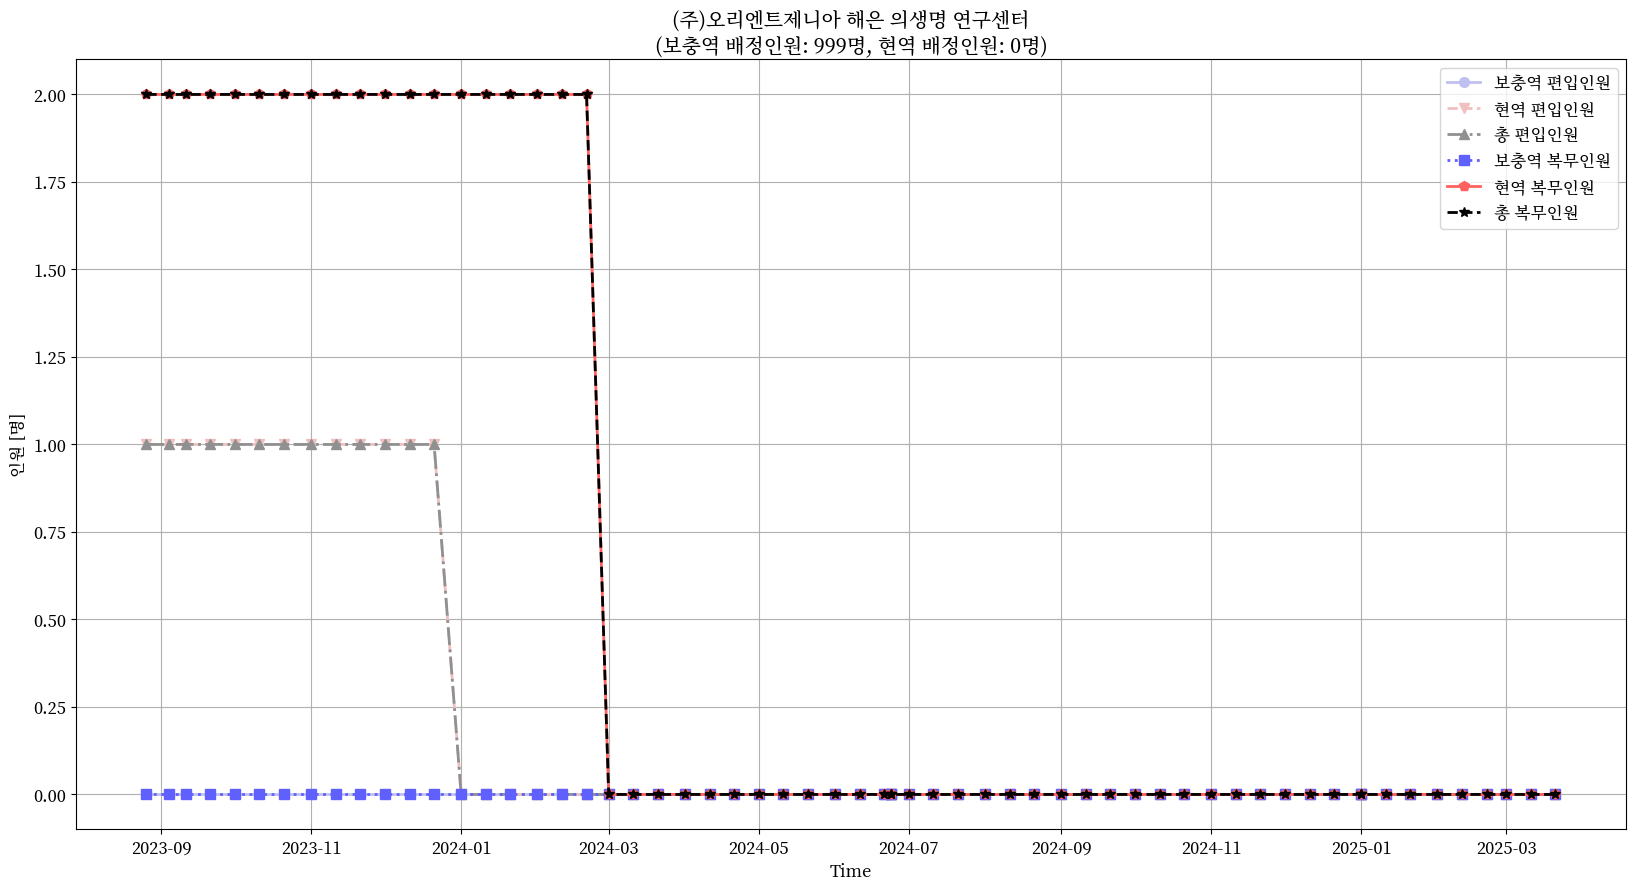 (주)오리엔트제니아 해은 의생명 연구센터
(보충역 배정인원: 999명, 현역 배정인원: 0명)
보충역 편입인원
현역 편입인원
총 편입인원
보충역 복무인원
현역 복무인원
총 복무인원
2.00
1.75
1.50
1.25
1.00
0.75
0.50
0.25
0.00
인원 [명]
2023-09
2023-11
2024-01
2024-03
2024-05
2024-07
2024-09
2024-11
2025-01
2025-03
Time